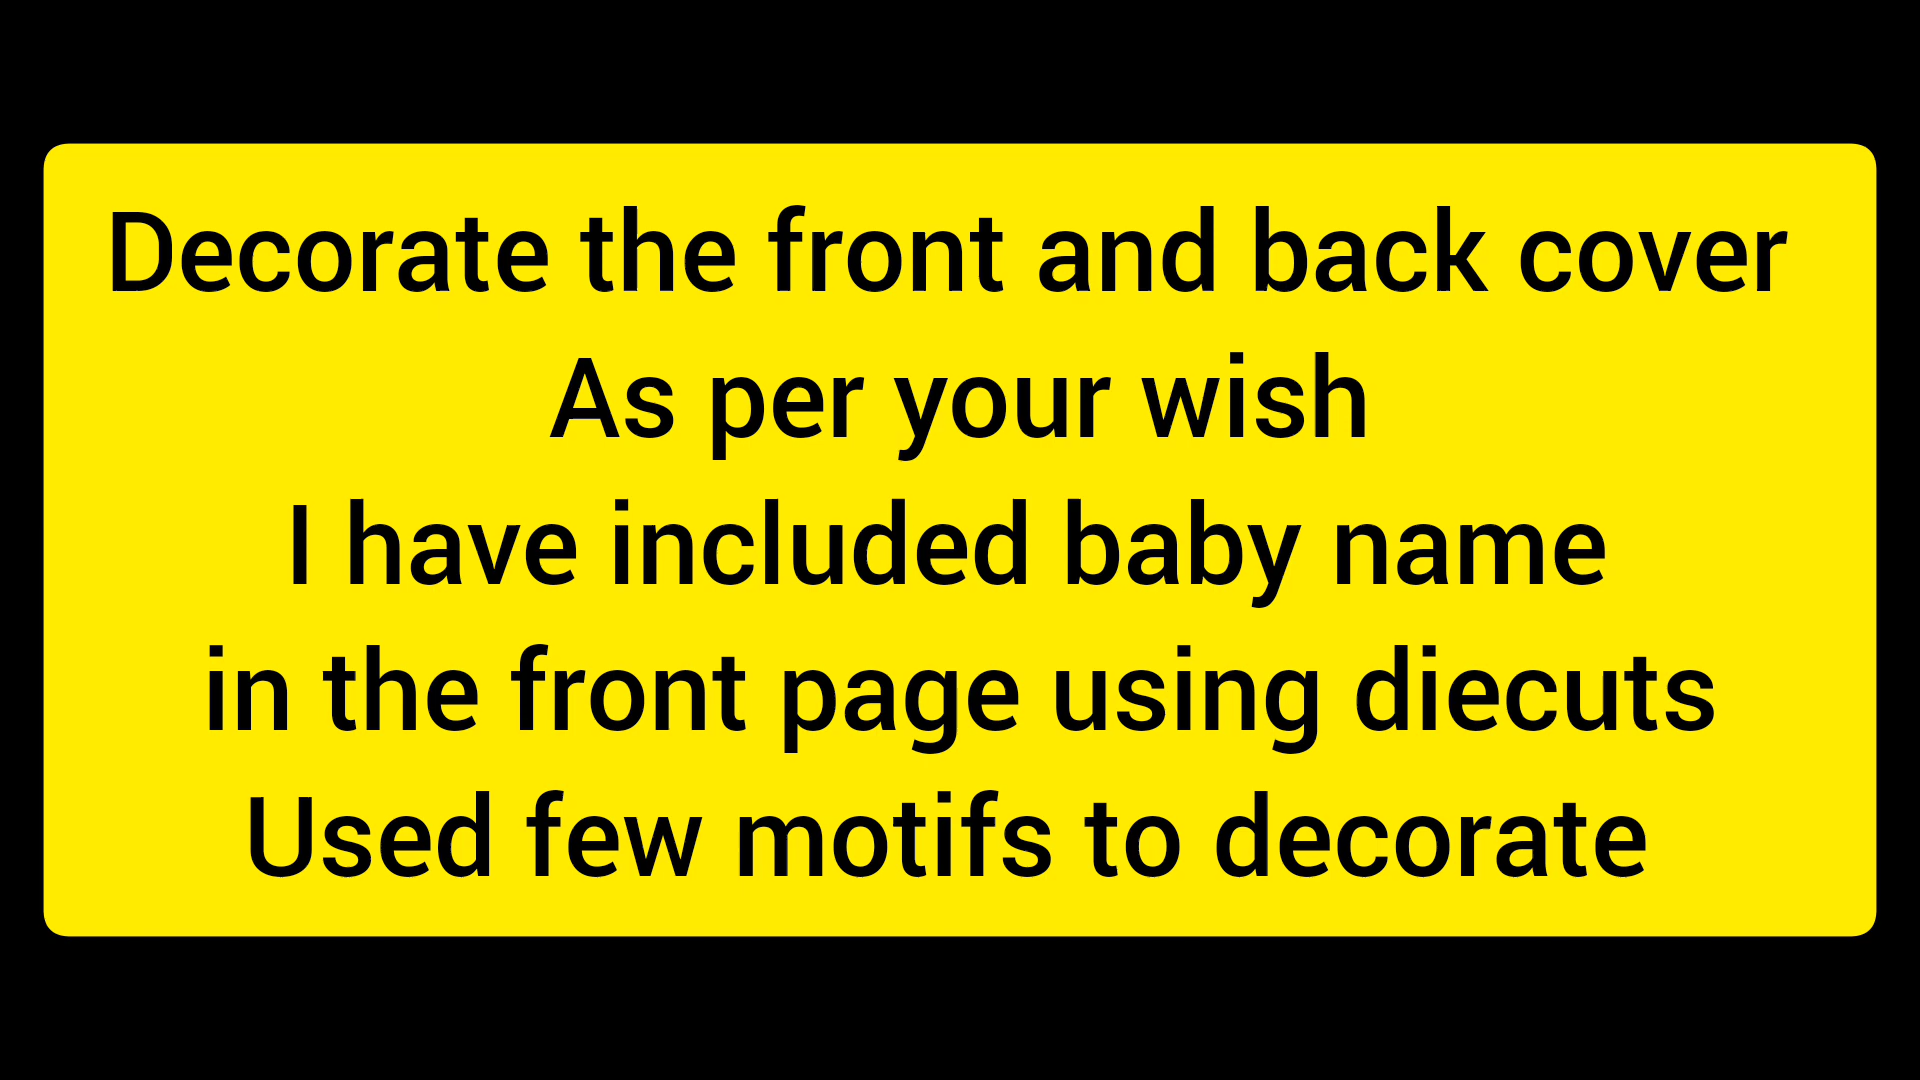 Decorate the front and back cover
As per your wish
I have included baby name
in the front page using diecuts
Used few motifs to decorate